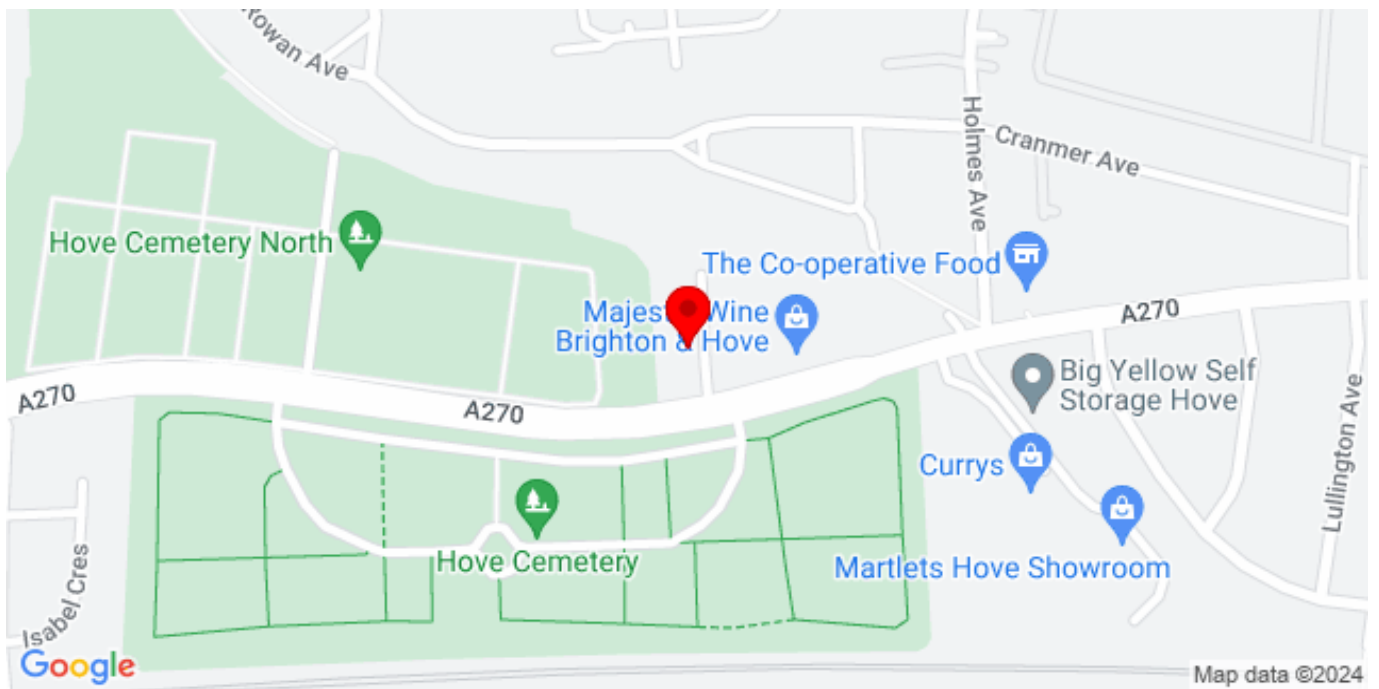 Rowan Ave
Holmes Ave
Cranmer Ave
Hove Cemetery North
The Co-operative Food
Majestic Wine
Brighton & Hove
A270
A270
A270
Big Yellow Self
Storage Hove
Currys
Lullington Ave
Hove Cemetery
Martlets Hove Showroom
Isabel Cres
Google
Map data ©2024